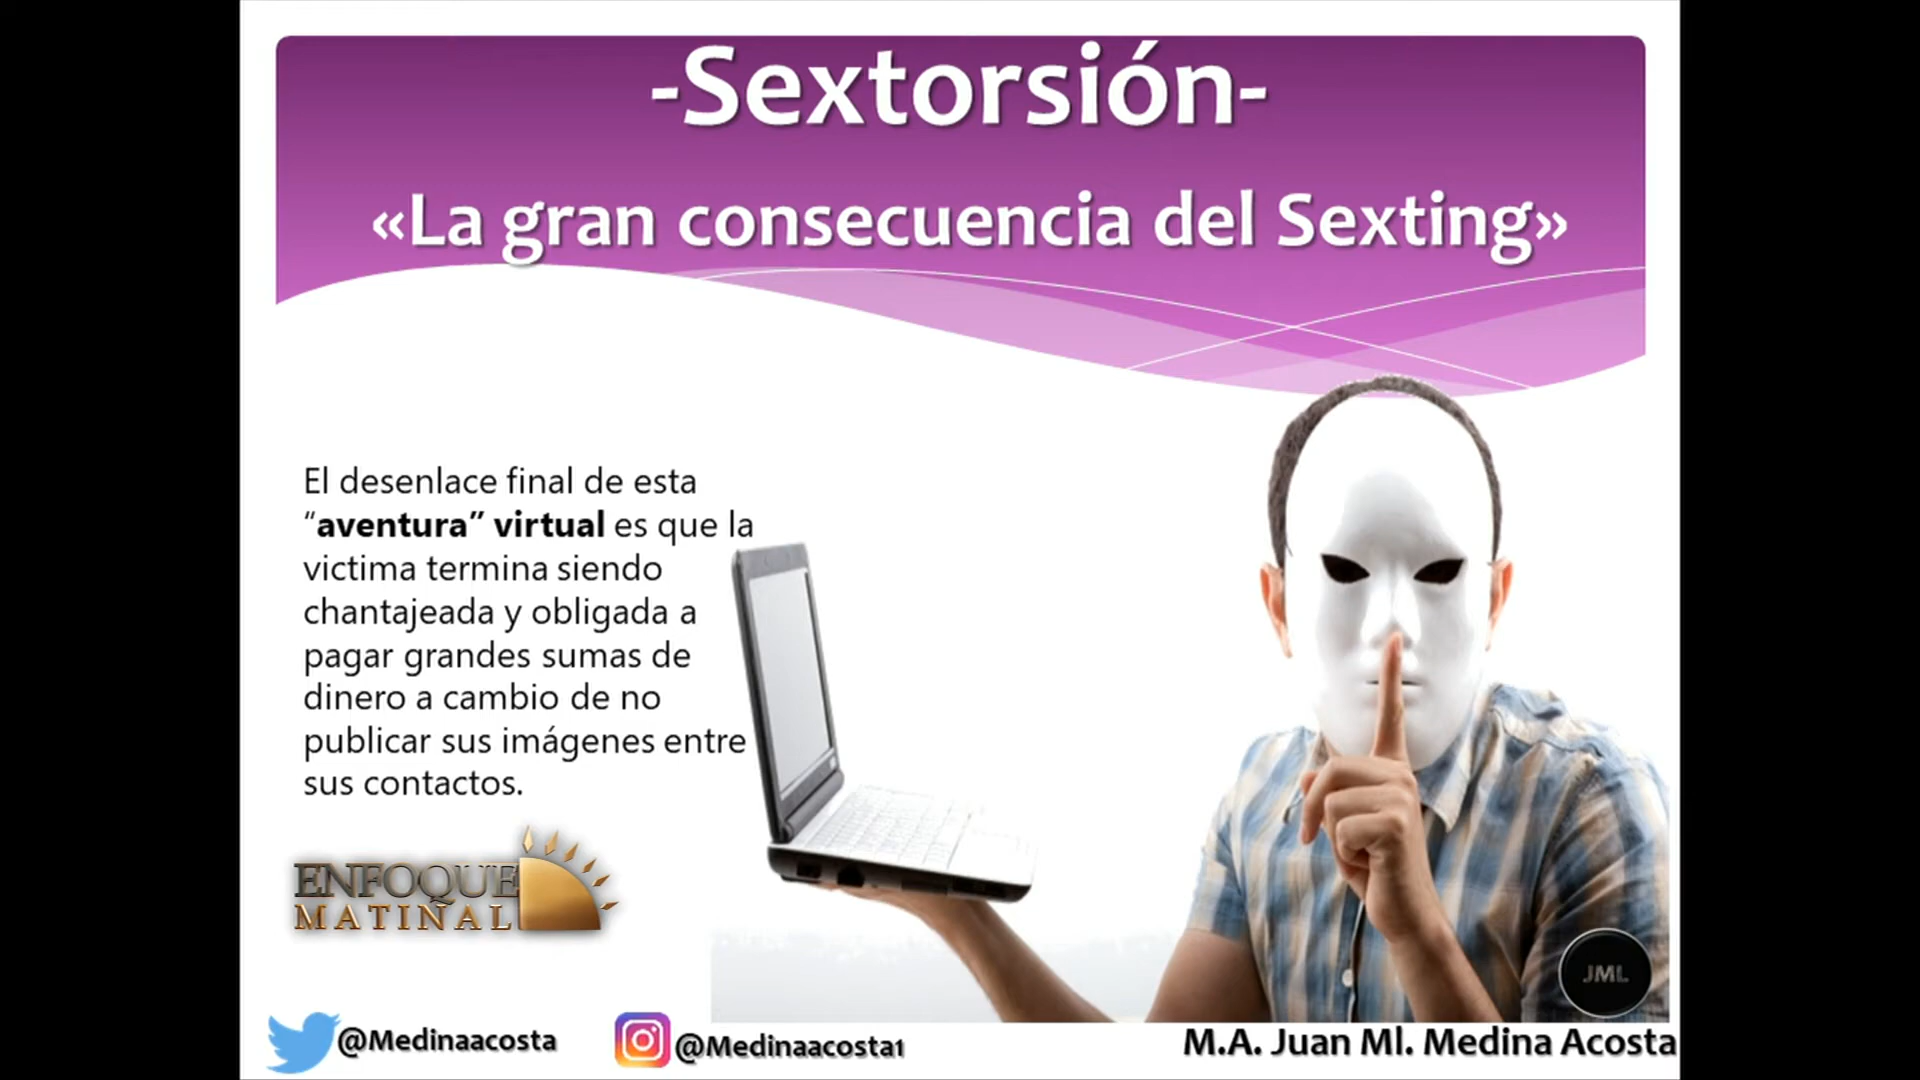 -Sextorsión-
«La gran consecuencia del Sexting»
El desenlace final de esta
“aventura” virtual es que la
victima termina siendo
chantajeada y obligada a
pagar grandes sumas de
dinero a cambio de no
publicar sus imágenes entre
sus contactos.
ENFOQUE
MATINAL
JML
@Medinaacosta
@Medinaacosta1
M.A. Juan Ml. Medina Acosta